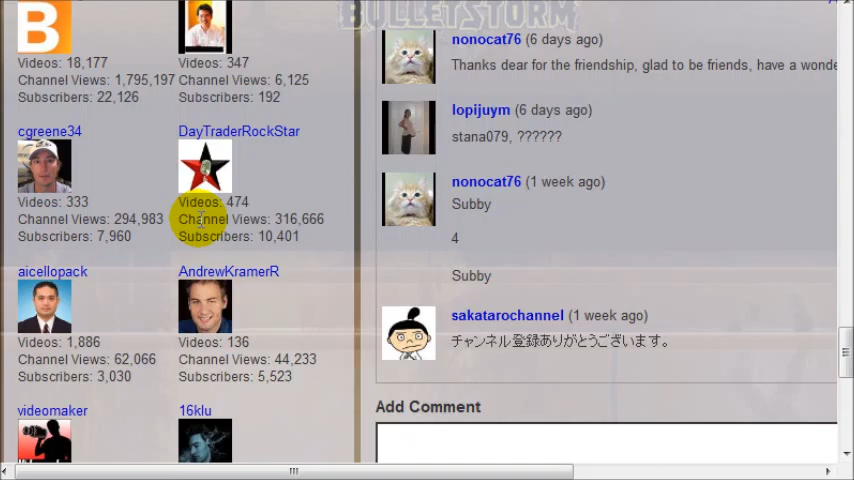 BULLETSTORM
B
Videos: 18,177
Channel Views: 1,795,197
Subscribers: 22,126
Videos: 347
Channel Views: 6,125
Subscribers: 192
cgreene34
Videos: 333
Channel Views: 294,983
Subscribers: 7,960
DayTraderRockStar
Videos: 474
Channel Views: 316,666
Subscribers: 10,401
aicellopack
Videos: 1,886
Channel Views: 62,066
Subscribers: 3,030
AndrewKramerR
Videos: 136
Channel Views: 44,233
Subscribers: 5,523
videomaker
16klu
nonocat76 (6 days ago)
Thanks dear for the friendship, glad to be friends, have a
lopijuym (6 days ago)
stana079, ??????
nonocat76 (1 week ago)
Subby
4
Subby
sakatarochannel (1 week ago)
チャンネル登録ありがとうございます。
Add Comment